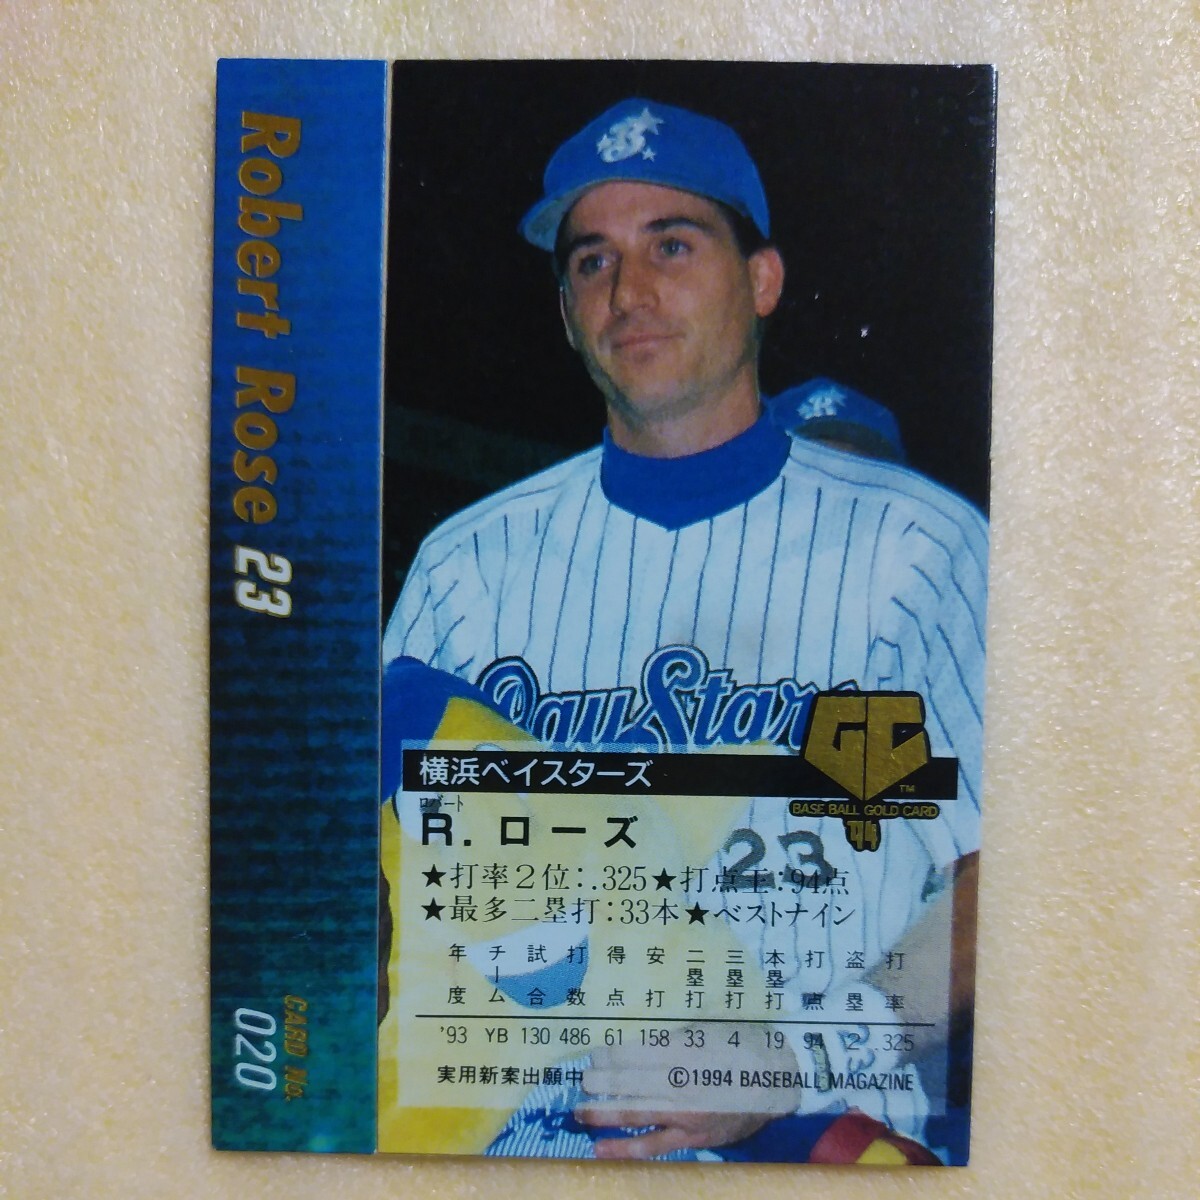 Robert Rose 23
CARD No.
020
B
BayStars
GC
TM
BASE BALL GOLD CARD
'94
横浜ベイスターズ
ロバート
R. ローズ
23
★打率2位:.325★打点王:94点
★最多二塁打:33本★ベストナイン
年度 チーム 試合 打数 得点 安打 二塁打 三塁打 本塁打 打点 盗塁 打率
'93 YB 130 486 61 158 33 4 19 94 2 .325
23
実用新案出願中 ©1994 BASEBALL MAGAZINE